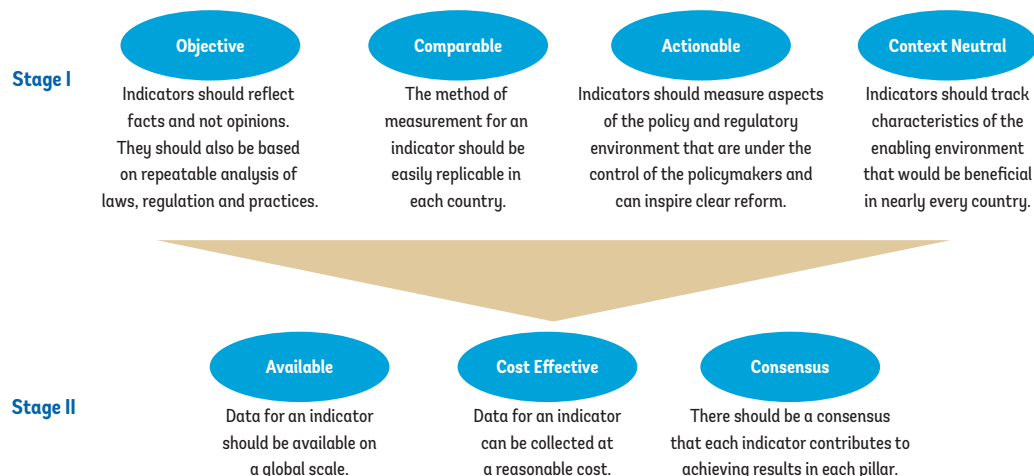 Stage I
Objective
Indicators should reflect
facts and not opinions.
They should also be based
on repeatable analysis of
laws, regulation and practices.
Comparable
The method of
measurement for an
indicator should be
easily replicable in
each country.
Actionable
Indicators should measure aspects
of the policy and regulatory
environment that are under the
control of the policymakers and
can inspire clear reform.
Context Neutral
Indicators should track
characteristics of the
enabling environment
that would be beneficial
in nearly every country.
Stage II
Available
Data for an indicator
should be available on
a global scale.
Cost Effective
Data for an indicator
can be collected at
a reasonable cost.
Consensus
There should be a consensus
that each indicator contributes to
achieving results in each pillar.